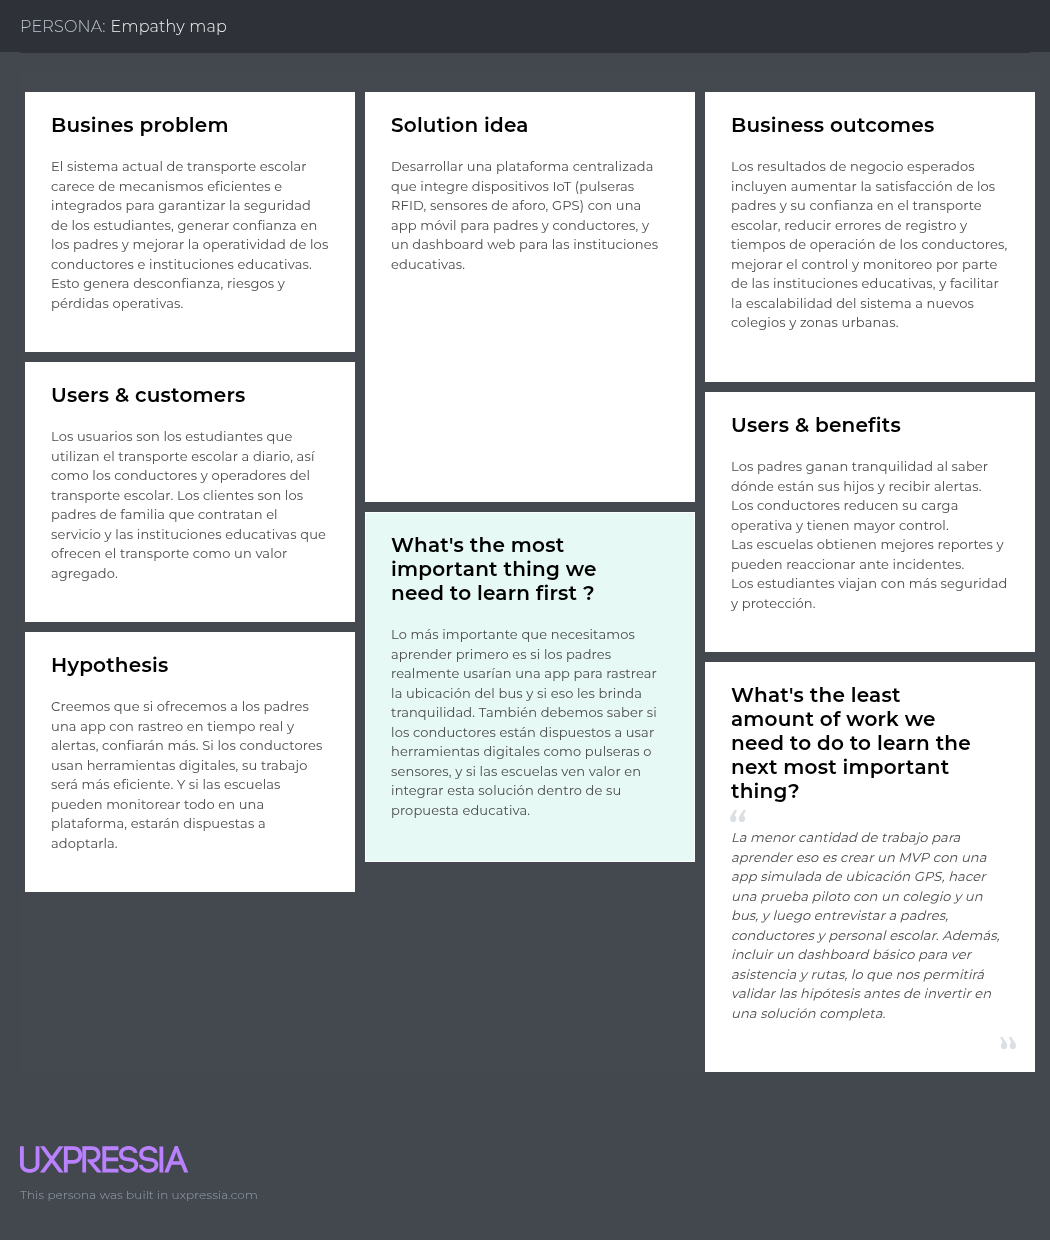 PERSONA: Empathy map
Busines problem
El sistema actual de transporte escolar
carece de mecanismos eficientes e
integrados para garantizar la seguridad
de los estudiantes, generar confianza en
los padres y mejorar la operatividad de los
conductores e instituciones educativas.
Esto genera desconfianza, riesgos y
pérdidas operativas.
Users & customers
Los usuarios son los estudiantes que
utilizan el transporte escolar a diario, así
como los conductores y operadores del
transporte escolar. Los clientes son los
padres de familia que contratan el
servicio y las instituciones educativas que
ofrecen el transporte como un valor
agregado.
Hypothesis
Creemos que si ofrecemos a los padres
una app con rastreo en tiempo real y
alertas, confiarán más. Si los conductores
usan herramientas digitales, su trabajo
será más eficiente. Y si las escuelas
pueden monitorear todo en una
plataforma, estarán dispuestas a
adoptarla.
Solution idea
Desarrollar una plataforma centralizada
que integre dispositivos IoT (pulseras
RFID, sensores de aforo, GPS) con una
app móvil para padres y conductores, y
un dashboard web para las instituciones
educativas.
What's the most
important thing we
need to learn first ?
Lo más importante que necesitamos
aprender primero es si los padres
realmente usarían una app para rastrear
la ubicación del bus y si eso les brinda
tranquilidad. También debemos saber si
los conductores están dispuestos a usar
herramientas digitales como pulseras o
sensores, y si las escuelas ven valor en
integrar esta solución dentro de su
propuesta educativa.
Business outcomes
Los resultados de negocio esperados
incluyen aumentar la satisfacción de los
padres y su confianza en el transporte
escolar, reducir errores de registro y
tiempos de operación de los conductores,
mejorar el control y monitoreo por parte
de las instituciones educativas, y facilitar
la escalabilidad del sistema a nuevos
colegios y zonas urbanas.
Users & benefits
Los padres ganan tranquilidad al saber
dónde están sus hijos y recibir alertas.
Los conductores reducen su carga
operativa y tienen mayor control.
Las escuelas obtienen mejores reportes y
pueden reaccionar ante incidentes.
Los estudiantes viajan con más seguridad
y protección.
What's the least
amount of work we
need to do to learn the
next most important
thing?
“
La menor cantidad de trabajo para
aprender eso es crear un MVP con una
app simulada de ubicación GPS, hacer
una prueba piloto con un colegio y un
bus, y luego entrevistar a padres,
conductores y personal escolar. Además,
incluir un dashboard básico para ver
asistencia y rutas, lo que nos permitirá
validar las hipótesis antes de invertir en
una solución completa.
”
UXPRESSIA
This persona was built in uxpressia.com